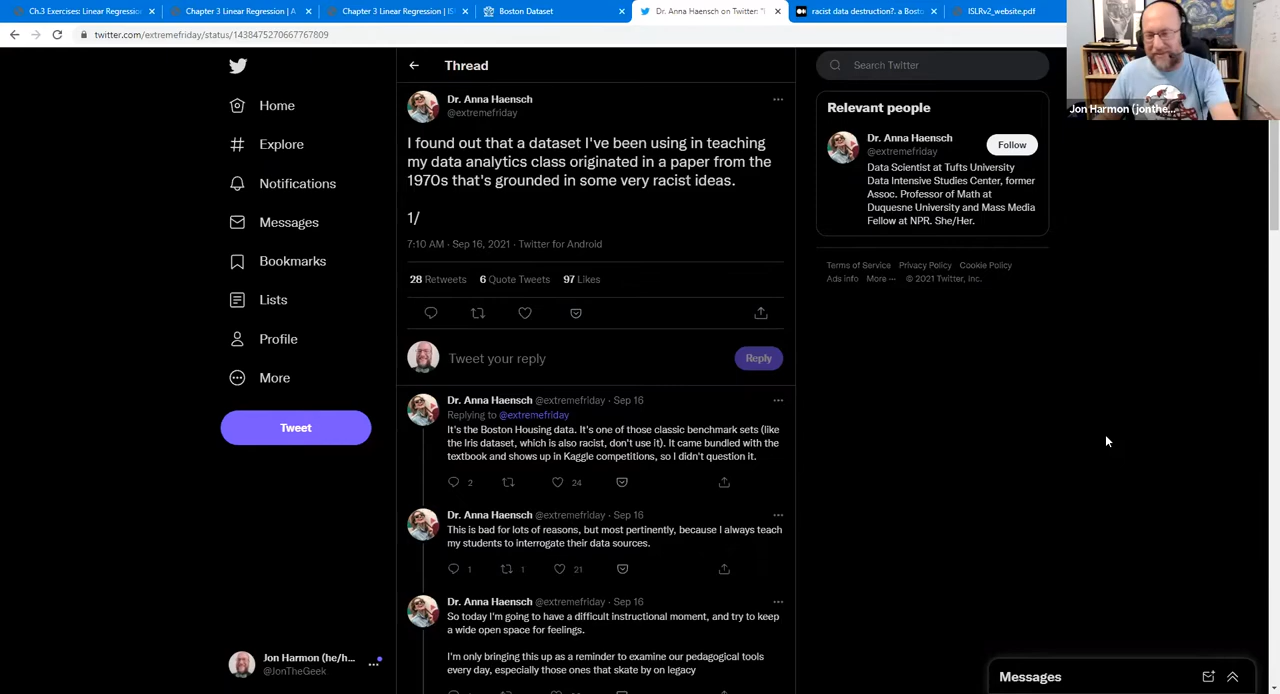 Ch.3 Exercises: Linear Regression
Chapter 3 Linear Regression | A
Chapter 3 Linear Regression | IS
Boston Dataset
Dr. Anna Haensch on Twitter: "I
racist data destruction?. a Bosto
ISLRv2_website.pdf
twitter.com/extremefriday/status/1438475270667767809
Jon Harmon (jonthe...
Home
Explore
Notifications
Messages
Bookmarks
Lists
Profile
More
Tweet
Jon Harmon (he/h...
@JonTheGeek
Thread
Dr. Anna Haensch
@extremefriday
I found out that a dataset I've been using in teaching
my data analytics class originated in a paper from the
1970s that's grounded in some very racist ideas.
1/
7:10 AM · Sep 16, 2021 · Twitter for Android
28 Retweets 6 Quote Tweets 97 Likes
Tweet your reply
Reply
Dr. Anna Haensch @extremefriday · Sep 16
Replying to @extremefriday
It's the Boston Housing data. It's one of those classic benchmark sets (like
the Iris dataset, which is also racist, don't use it). It came bundled with the
textbook and shows up in Kaggle competitions, so I didn't question it.
2 24
Dr. Anna Haensch @extremefriday · Sep 16
This is bad for lots of reasons, but most pertinently, because I always teach
my students to interrogate their data sources.
1 1 21
Dr. Anna Haensch @extremefriday · Sep 16
So today I'm going to have a difficult instructional moment, and try to keep
a wide open space for feelings.
I'm only bringing this up as a reminder to examine our pedagogical tools
every day, especially those ones that skate by on legacy
Search Twitter
Relevant people
Dr. Anna Haensch
@extremefriday
Follow
Data Scientist at Tufts University
Data Intensive Studies Center, former
Assoc. Professor of Math at
Duquesne University and Mass Media
Fellow at NPR. She/Her.
Terms of Service Privacy Policy Cookie Policy
Ads info More ··· © 2021 Twitter, Inc.
Messages